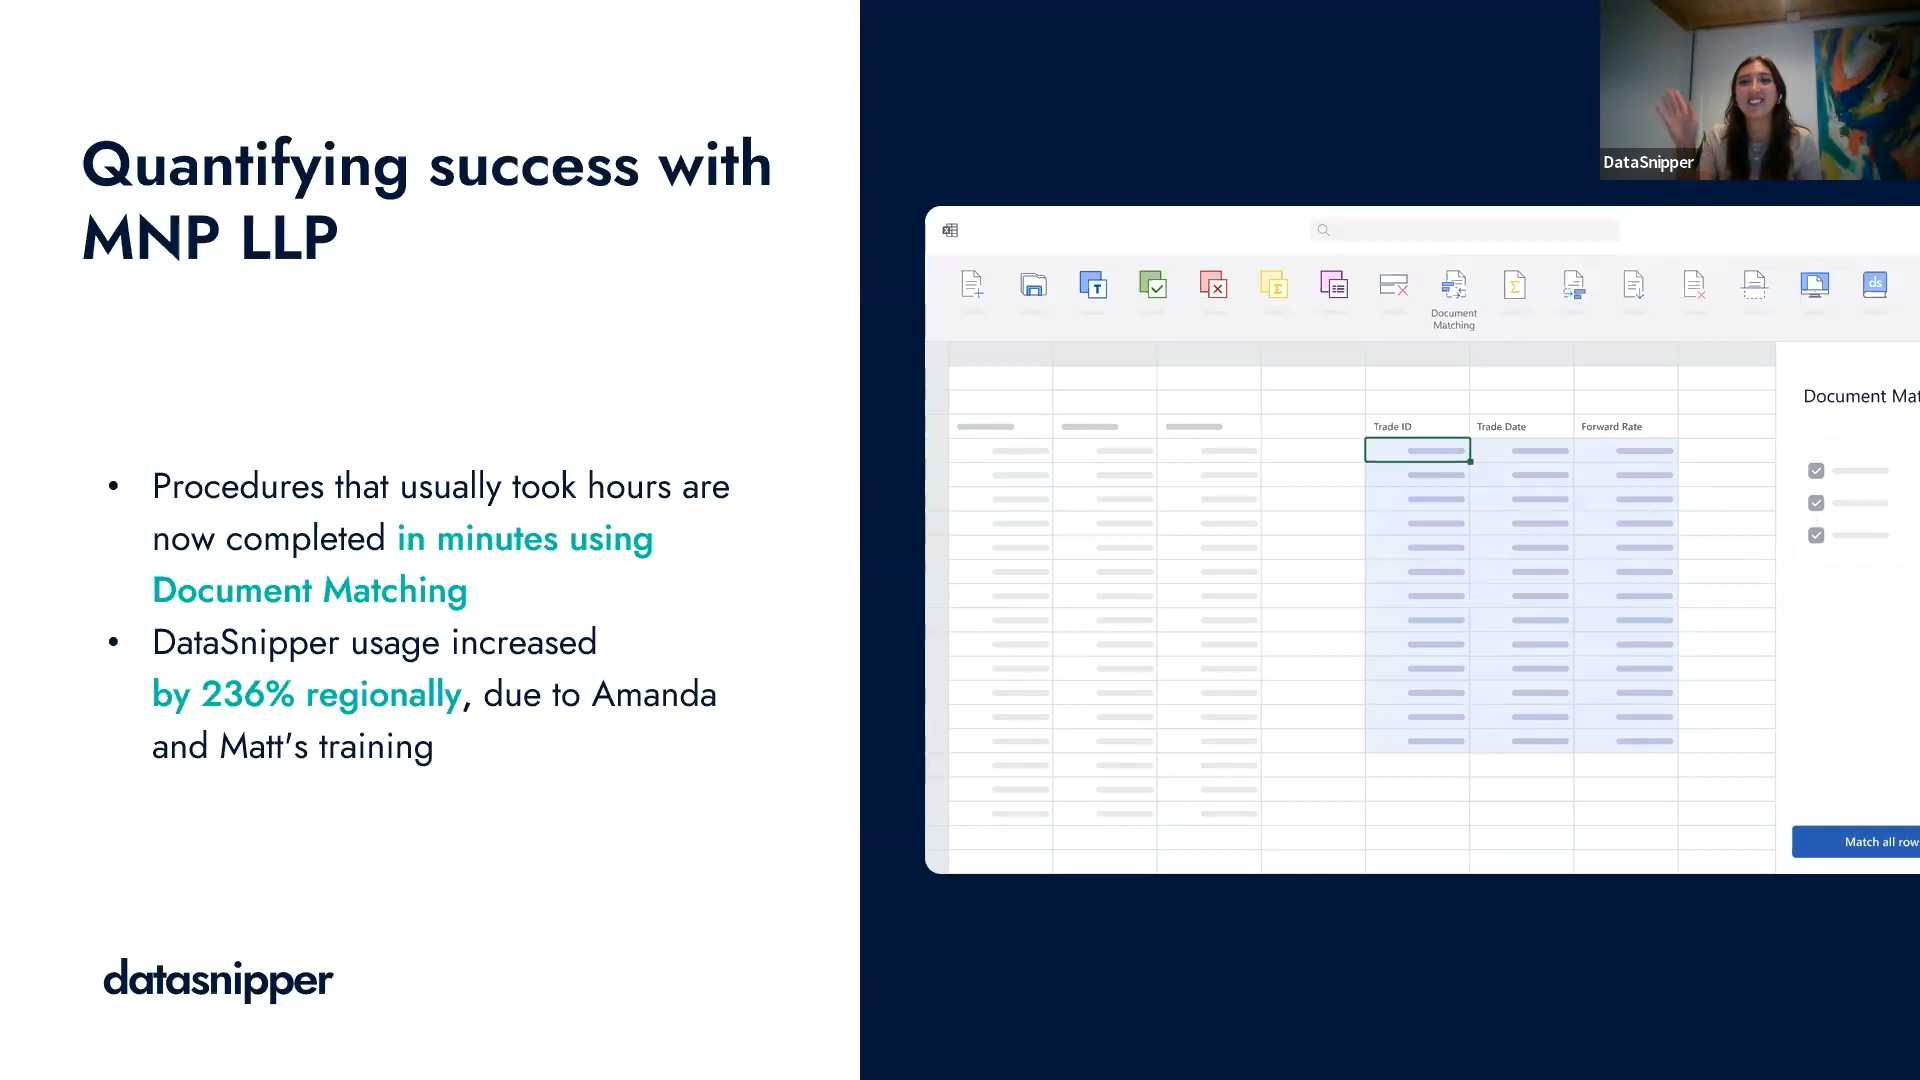 Quantifying success with
MNP LLP
• Procedures that usually took hours are
now completed in minutes using
Document Matching
• DataSnipper usage increased
by 236% regionally, due to Amanda
and Matt's training
datasnipper
DataSnipper
T
Σ
Σ
ds
Document
Matching
Trade ID
Trade Date
Forward Rate
Document Mat
Match all row